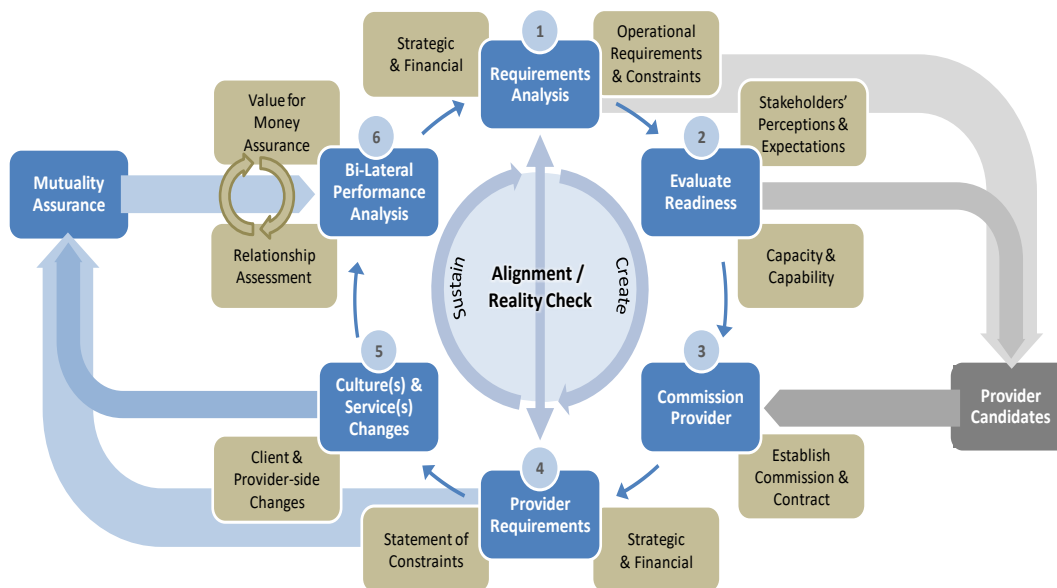 1
Strategic
& Financial
Requirements
Analysis
Operational
Requirements
& Constraints
Value for
Money
Assurance
6
Bi-Lateral
Performance
Analysis
2
Evaluate
Readiness
Stakeholders’
Perceptions &
Expectations
Mutuality
Assurance
Relationship
Assessment
Capacity &
Capability
Sustain
Alignment /
Reality Check
Create
5
Culture(s) &
Service(s)
Changes
3
Commission
Provider
Provider
Candidates
Client &
Provider-side
Changes
Establish
Commission &
Contract
4
Provider
Requirements
Statement of
Constraints
Strategic
& Financial